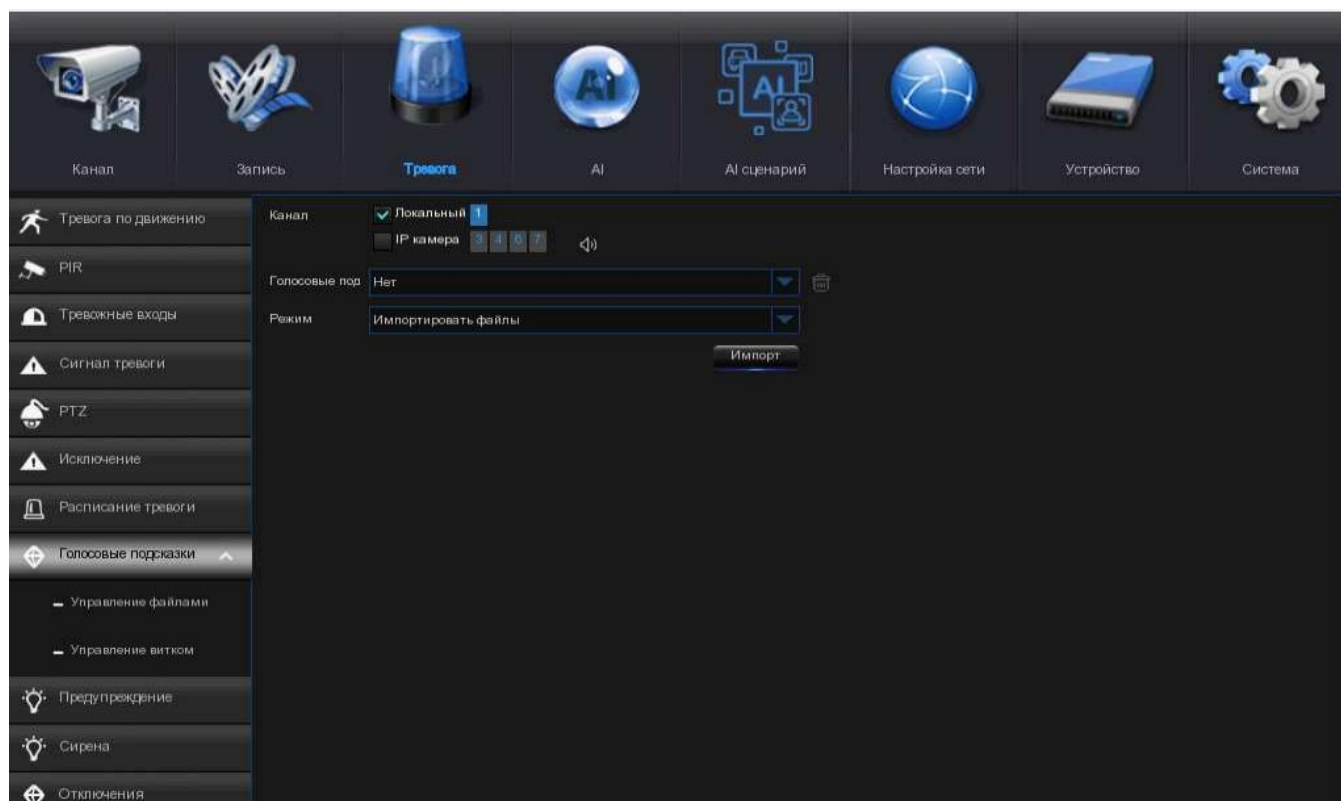 Ai
AI
Канал
Запись
Тревога
AI
AI сценарий
Настройка сети
Устройство
Система
Тревога по движению
PIR
Тревожные входы
Сигнал тревоги
PTZ
Исключение
Расписание тревоги
Голосовые подсказки
Управление файлами
Управление витком
Предупреждение
Сирена
Отключения
Канал
Локальный 1
IP камера 3 4 6 7
Голосовые под Нет
Режим Импортировать файлы
Импорт